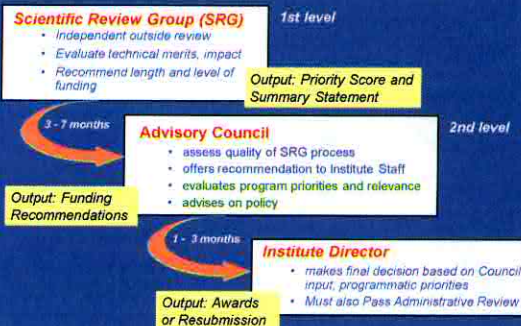 Scientific Review Group (SRG)
1st level
• Independent outside review
• Evaluate technical merits, impact
• Recommend length and level of
funding
Output: Priority Score and
Summary Statement
3 - 7 months
Advisory Council
2nd level
• assess quality of SRG process
• offers recommendation to Institute Staff
• evaluates program priorities and relevance
• advises on policy
Output: Funding
Recommendations
1 - 3 months
Institute Director
• makes final decision based on Council
input, programmatic priorities
• Must also Pass Administrative Review
Output: Awards
or Resubmission